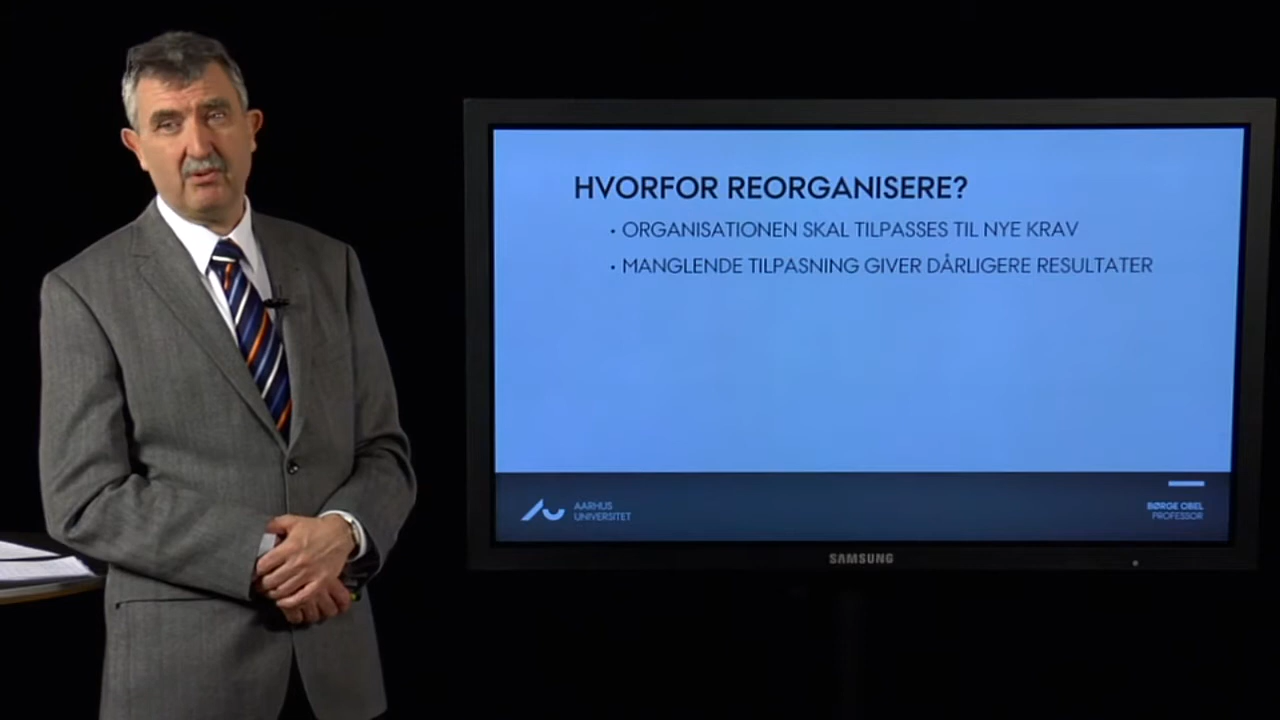 HVORFOR REORGANISERE?
• ORGANISATIONEN SKAL TILPASSES TIL NYE KRAV
• MANGLENDE TILPASNING GIVER DÅRLIGERE RESULTATER
AARHUS
UNIVERSITET
BØRGE OBEL
PROFESSOR
SAMSUNG